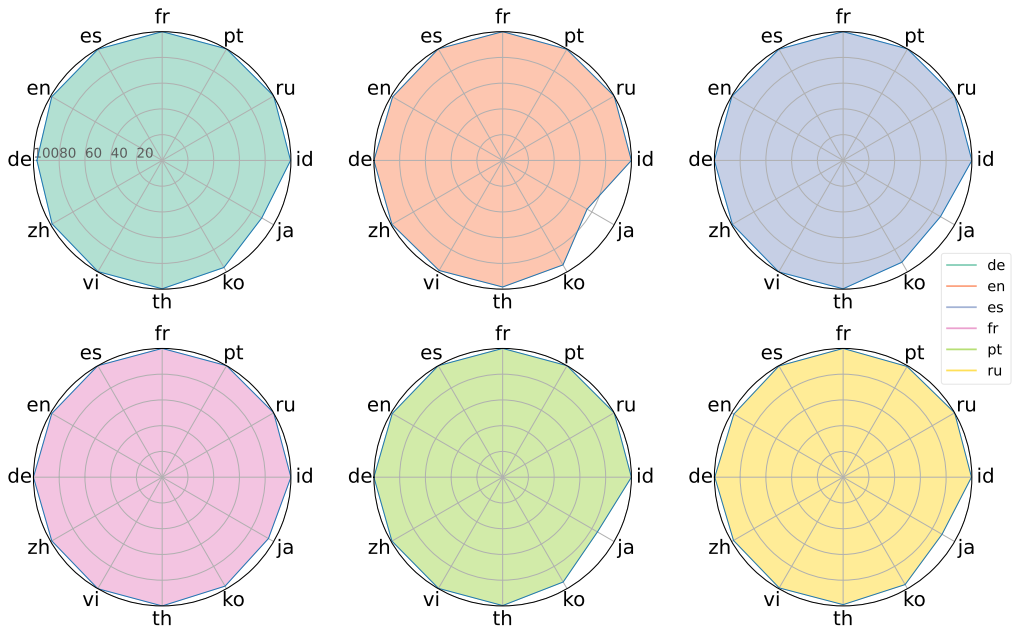 fr fr fr
es pt es pt es pt
en ru en ru en ru
de 100 80 60 40 20 id de id de id
zh ja zh ja zh ja
vi ko vi ko vi ko
th th th
de
en
es
fr
pt
ru
fr fr fr
es pt es pt es pt
en ru en ru en ru
de id de id de id
zh ja zh ja zh ja
vi ko vi ko vi ko
th th th